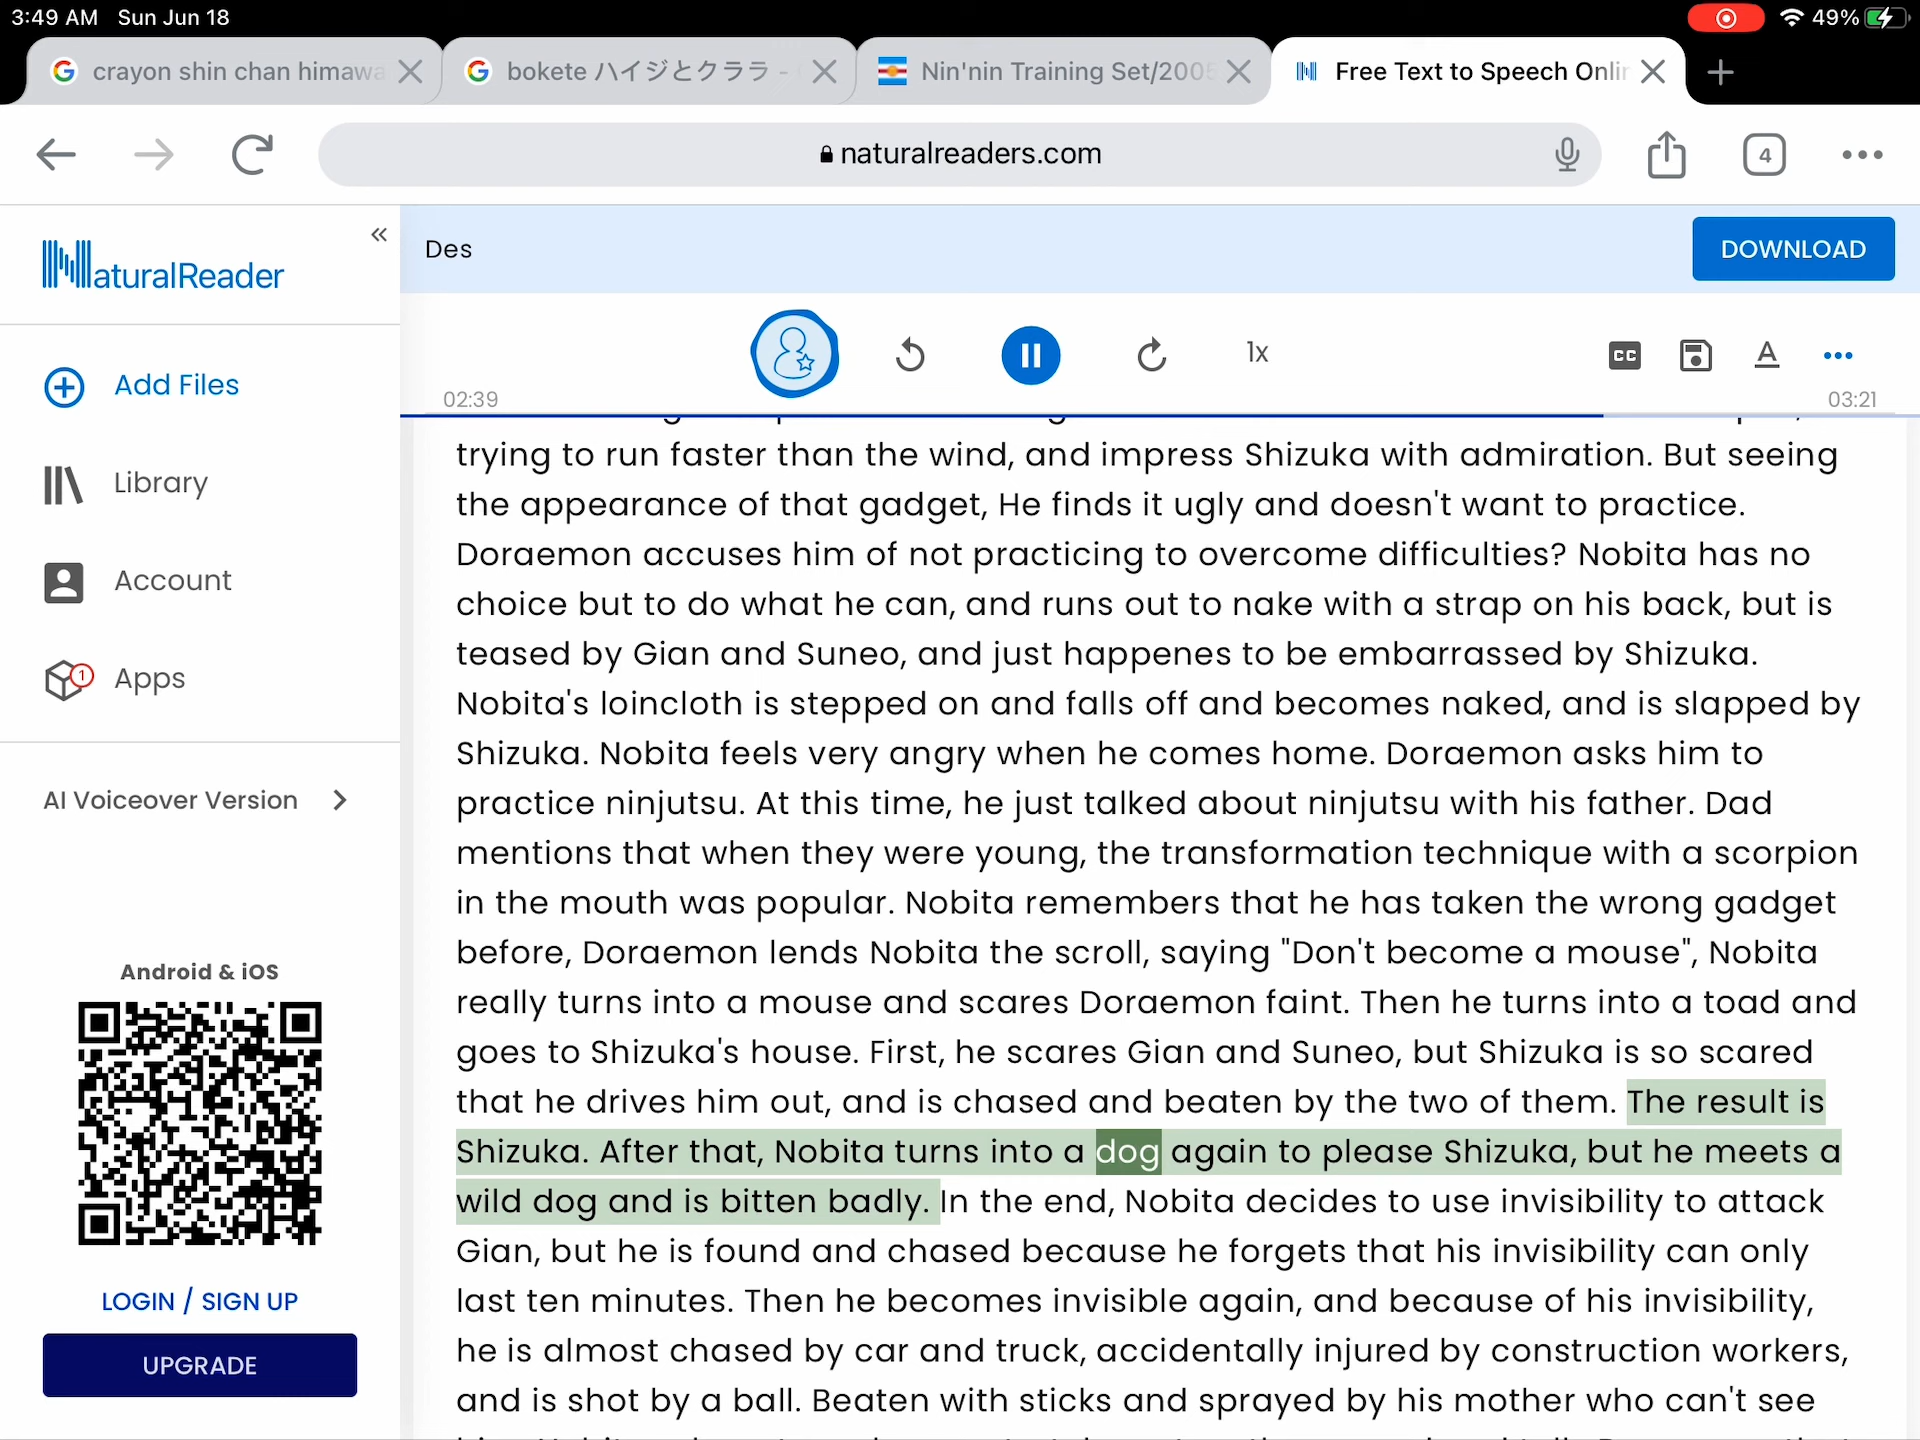 3:49 AM Sun Jun 18
49%
crayon shin chan himawa
bokete ハイジとクララ -
Nin'nin Training Set/2005
Free Text to Speech Onlin
naturalreaders.com
4
NaturalReader
Des
DOWNLOAD
1x
CC
A
02:39
03:21
Add Files
Library
Account
Apps
1
AI Voiceover Version
Android & iOS
LOGIN / SIGN UP
UPGRADE
trying to run faster than the wind, and impress Shizuka with admiration. But seeing
the appearance of that gadget, He finds it ugly and doesn't want to practice.
Doraemon accuses him of not practicing to overcome difficulties? Nobita has no
choice but to do what he can, and runs out to nake with a strap on his back, but is
teased by Gian and Suneo, and just happenes to be embarrassed by Shizuka.
Nobita's loincloth is stepped on and falls off and becomes naked, and is slapped by
Shizuka. Nobita feels very angry when he comes home. Doraemon asks him to
practice ninjutsu. At this time, he just talked about ninjutsu with his father. Dad
mentions that when they were young, the transformation technique with a scorpion
in the mouth was popular. Nobita remembers that he has taken the wrong gadget
before, Doraemon lends Nobita the scroll, saying "Don't become a mouse", Nobita
really turns into a mouse and scares Doraemon faint. Then he turns into a toad and
goes to Shizuka's house. First, he scares Gian and Suneo, but Shizuka is so scared
that he drives him out, and is chased and beaten by the two of them. The result is
Shizuka. After that, Nobita turns into a dog again to please Shizuka, but he meets a
wild dog and is bitten badly. In the end, Nobita decides to use invisibility to attack
Gian, but he is found and chased because he forgets that his invisibility can only
last ten minutes. Then he becomes invisible again, and because of his invisibility,
he is almost chased by car and truck, accidentally injured by construction workers,
and is shot by a ball. Beaten with sticks and sprayed by his mother who can't see